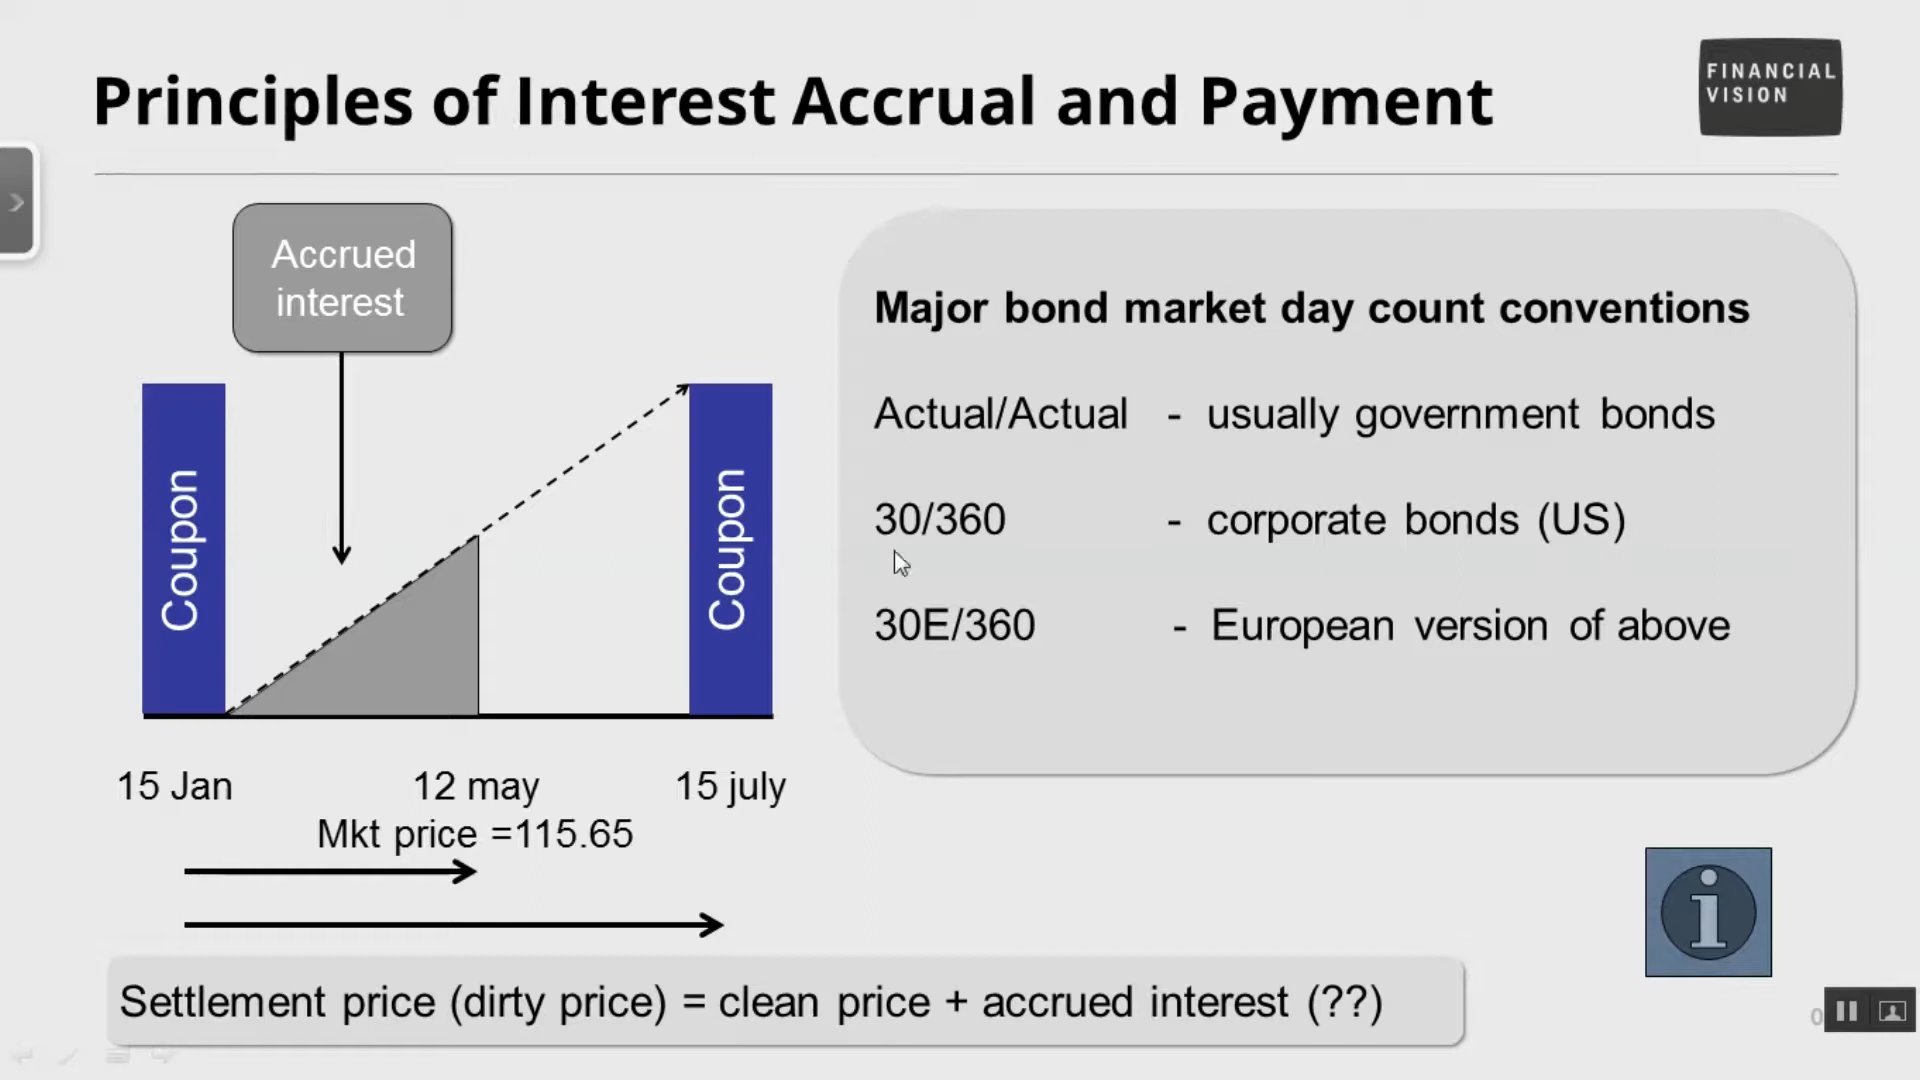 Principles of Interest Accrual and Payment
FINANCIAL
VISION
Accrued
interest
Coupon
Coupon
15 Jan
12 may
15 july
Mkt price =115.65
Major bond market day count conventions
Actual/Actual - usually government bonds
30/360 - corporate bonds (US)
30E/360 - European version of above
Settlement price (dirty price) = clean price + accrued interest (??)
0